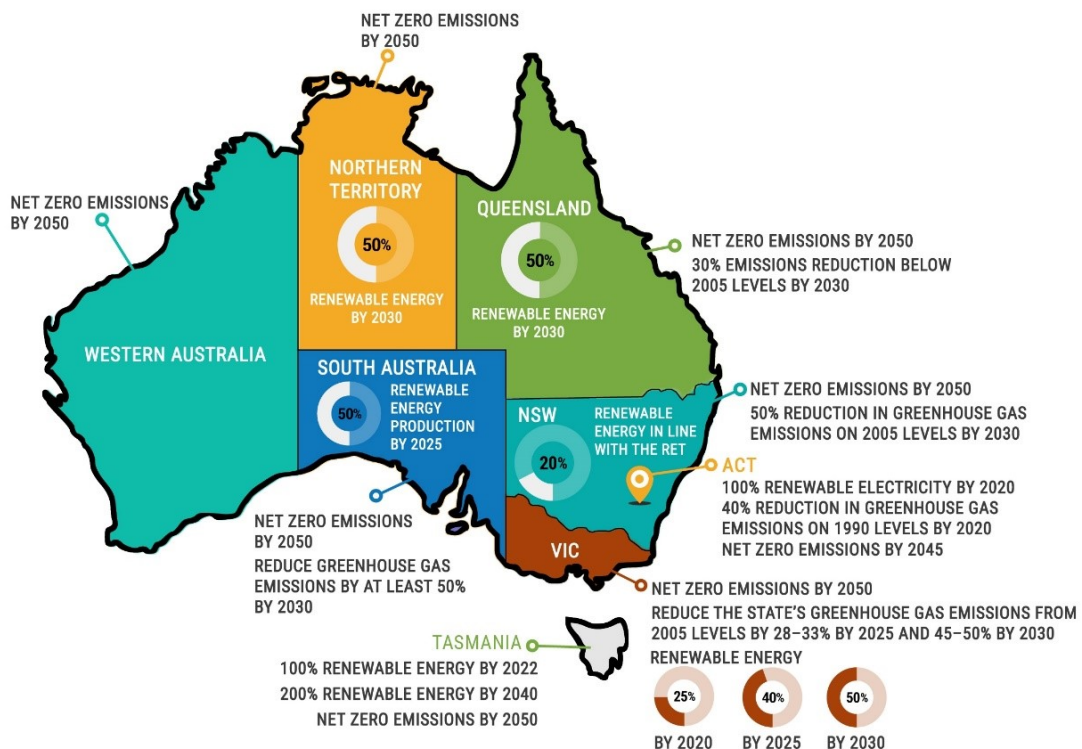 NET ZERO EMISSIONS
BY 2050
NORTHERN
TERRITORY
50%
RENEWABLE ENERGY
BY 2030
QUEENSLAND
50%
RENEWABLE ENERGY
BY 2030
NET ZERO EMISSIONS
BY 2050
NET ZERO EMISSIONS BY 2050
30% EMISSIONS REDUCTION BELOW
2005 LEVELS BY 2030
WESTERN AUSTRALIA
SOUTH AUSTRALIA
50%
RENEWABLE
ENERGY
PRODUCTION
BY 2025
NSW
20%
RENEWABLE
ENERGY IN LINE
WITH THE RET
NET ZERO EMISSIONS BY 2050
50% REDUCTION IN GREENHOUSE GAS
EMISSIONS ON 2005 LEVELS BY 2030
ACT
100% RENEWABLE ELECTRICITY BY 2020
40% REDUCTION IN GREENHOUSE GAS
EMISSIONS ON 1990 LEVELS BY 2020
NET ZERO EMISSIONS BY 2045
NET ZERO EMISSIONS
BY 2050
REDUCE GREENHOUSE GAS
EMISSIONS BY AT LEAST 50%
BY 2030
VIC
NET ZERO EMISSIONS BY 2050
REDUCE THE STATE'S GREENHOUSE GAS EMISSIONS FROM
2005 LEVELS BY 28–33% BY 2025 AND 45–50% BY 2030
RENEWABLE ENERGY
25%
40%
50%
BY 2020
BY 2025
BY 2030
TASMANIA
100% RENEWABLE ENERGY BY 2022
200% RENEWABLE ENERGY BY 2040
NET ZERO EMISSIONS BY 2050